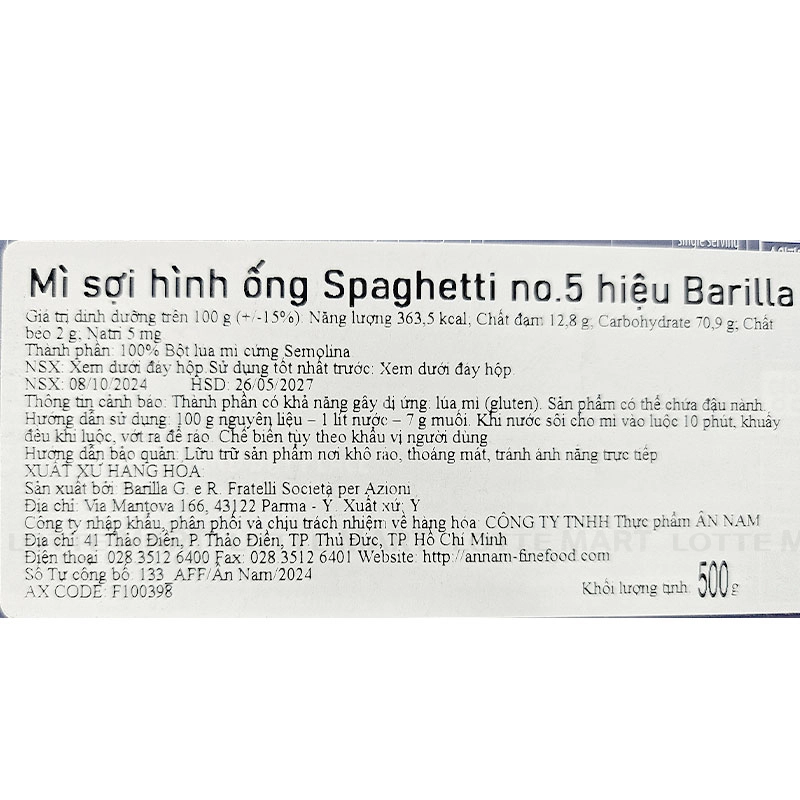 Single Serving
Mì sợi hình ống Spaghetti no.5 hiệu Barilla
Giá trị dinh dưỡng trên 100 g (+/-15%): Năng lượng 363,5 kcal, Chất đạm 12,8 g; Carbohydrate 70,9 g; Chất
béo 2 g; Natri 5 mg
Thành phần: 100% Bột lúa mì cứng Semolina
NSX: Xem dưới đáy hộp.Sử dụng tốt nhất trước: Xem dưới đáy hộp
NSX: 08/10/2024 HSD: 26/05/2027
Thông tin cảnh báo: Thành phần có khả năng gây dị ứng: lúa mì (gluten). Sản phẩm có thể chứa đậu nành.
Hướng dẫn sử dụng: 100 g nguyên liệu – 1 lít nước – 7 g muối. Khi nước sôi cho mì vào luộc 10 phút, khuấy
đều khi luộc, vớt ra để ráo. Chế biến tùy theo khẩu vị người dùng
Hướng dẫn bảo quản: Lưu trữ sản phẩm nơi khô ráo, thoáng mát, tránh ánh nắng trực tiếp
XUẤT XỨ HÀNG HÓA:
Sản xuất bởi: Barilla G. e R. Fratelli Società per Azioni
Địa chỉ: Via Mantova 166, 43122 Parma - Ý. Xuất xứ: Ý
Công ty nhập khẩu, phân phối và chịu trách nhiệm về hàng hóa: CÔNG TY TNHH Thực phẩm ÂN NAM
Địa chỉ: 41 Thảo Điền, P. Thảo Điền, TP. Thủ Đức, TP. Hồ Chí Minh
LOTTE MART LOTTE M
Điện thoại: 028 3512 6400 Fax: 028 3512 6401 Website: http://annam-finefood.com
Số Tự công bố: 133_AFF/Ân Nam/2024
AX CODE: F100398
Khối lượng tịnh: 500 g